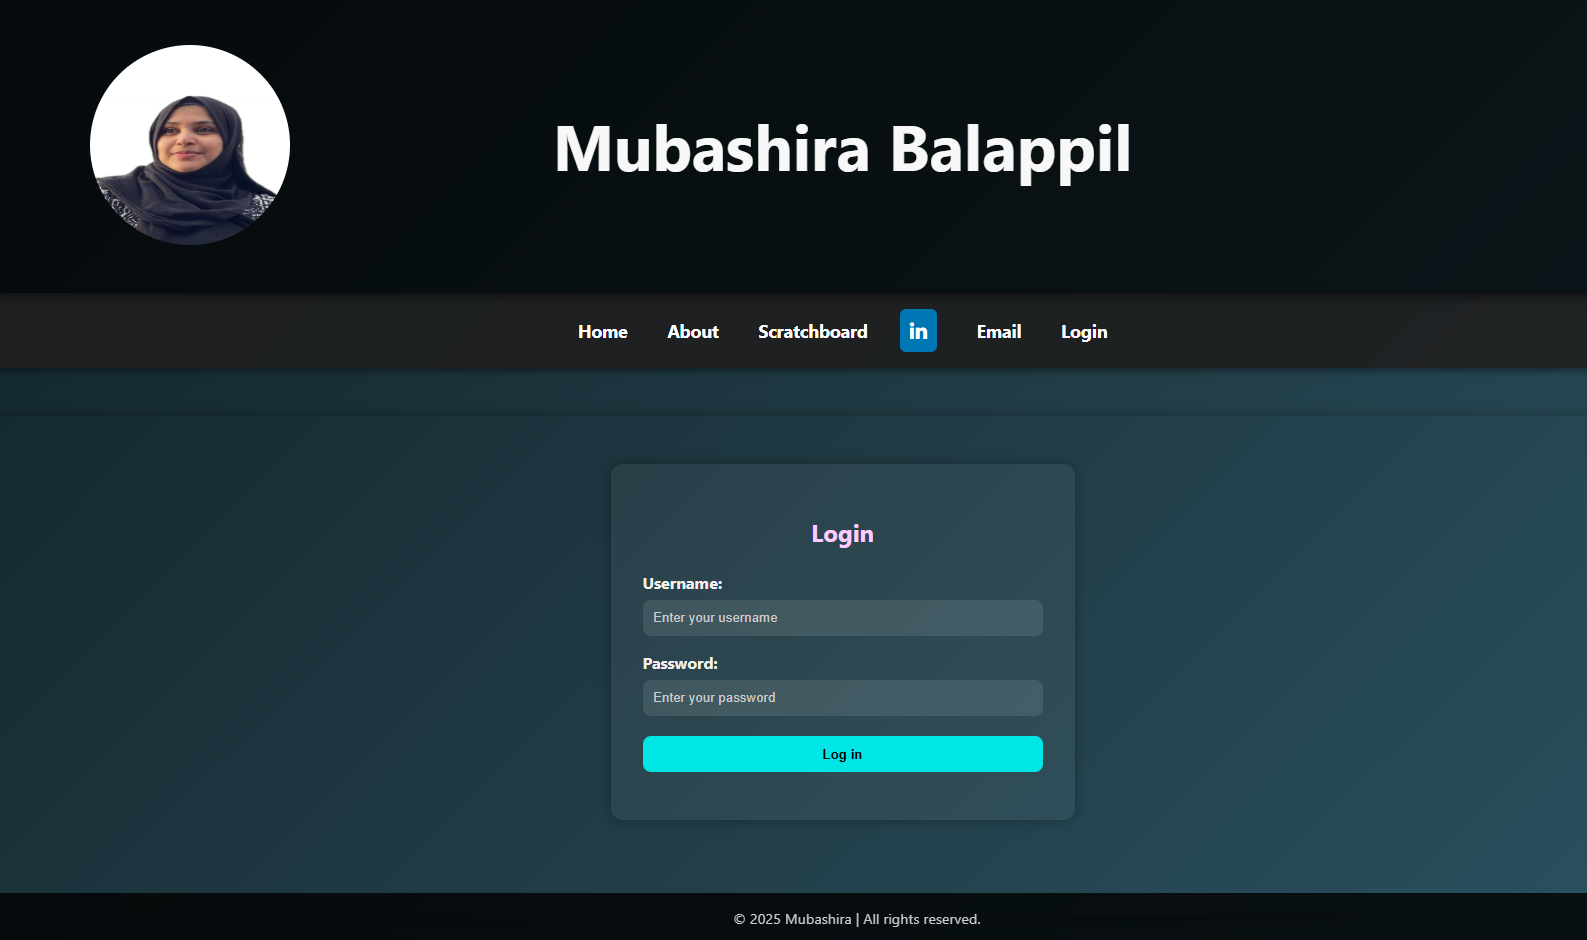 Mubashira Balappil
Home About Scratchboard in Email Login
Login
Username:
Enter your username
Password:
Enter your password
Log in
© 2025 Mubashira | All rights reserved.